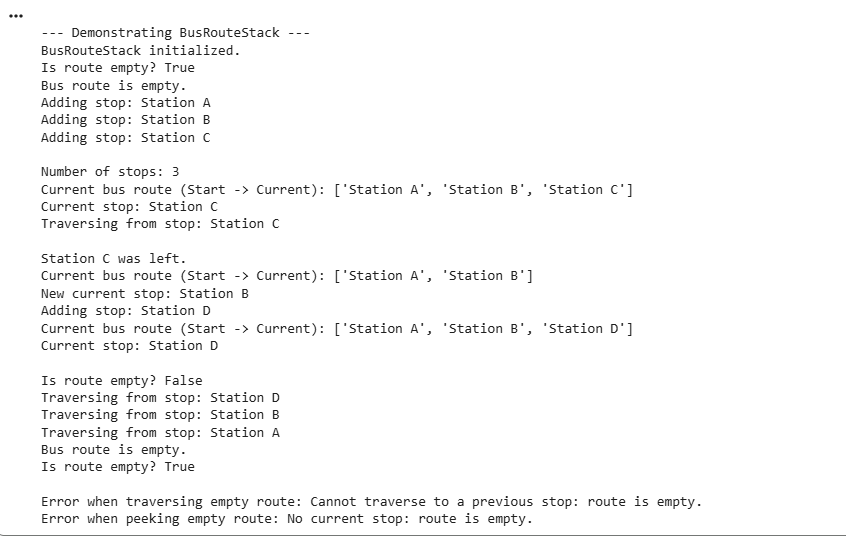 ...
--- Demonstrating BusRouteStack ---
BusRouteStack initialized.
Is route empty? True
Bus route is empty.
Adding stop: Station A
Adding stop: Station B
Adding stop: Station C
Number of stops: 3
Current bus route (Start -> Current): ['Station A', 'Station B', 'Station C']
Current stop: Station C
Traversing from stop: Station C
Station C was left.
Current bus route (Start -> Current): ['Station A', 'Station B']
New current stop: Station B
Adding stop: Station D
Current bus route (Start -> Current): ['Station A', 'Station B', 'Station D']
Current stop: Station D
Is route empty? False
Traversing from stop: Station D
Traversing from stop: Station B
Traversing from stop: Station A
Bus route is empty.
Is route empty? True
Error when traversing empty route: Cannot traverse to a previous stop: route is empty.
Error when peeking empty route: No current stop: route is empty.